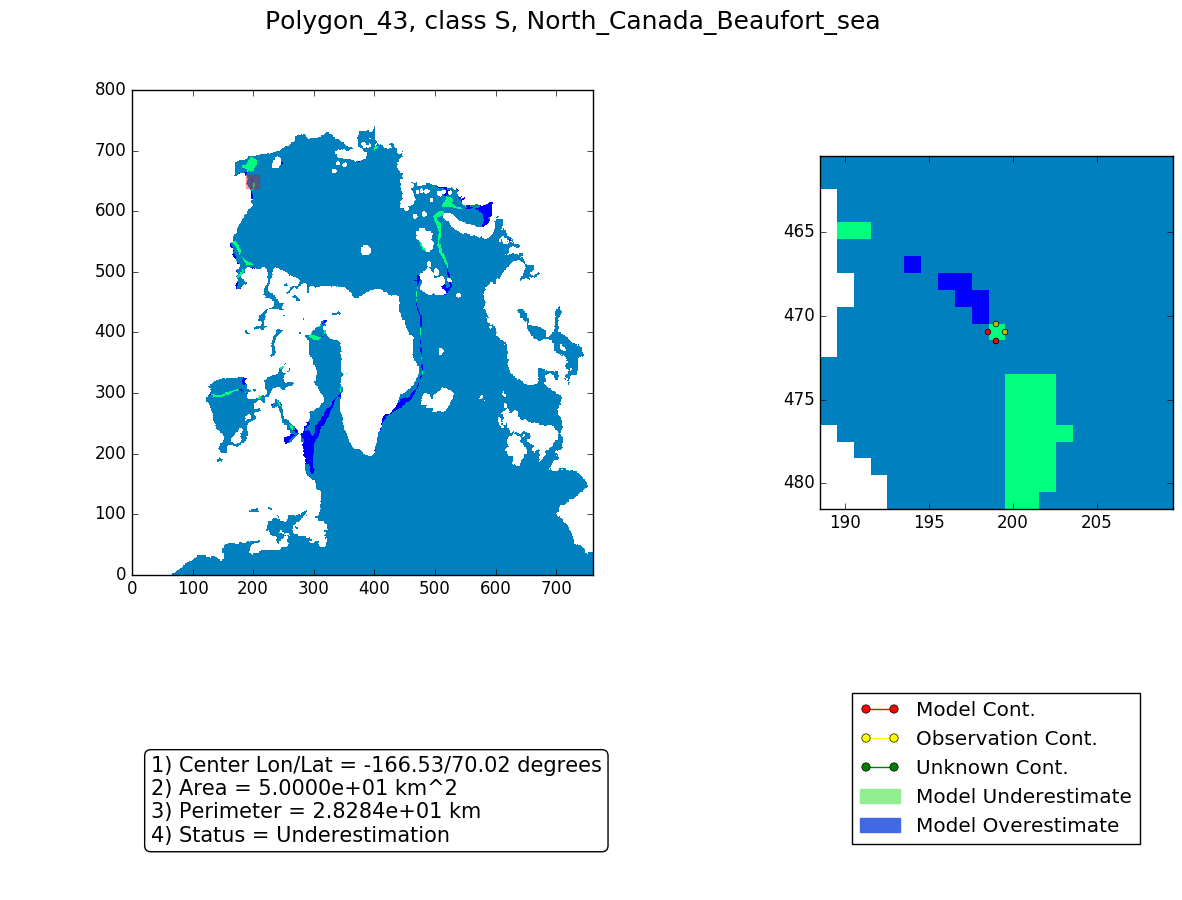 Polygon_43, class S, North_Canada_Beaufort_sea
800
700
600
500
400
300
200
100
0
0 100 200 300 400 500 600 700
465
470
475
480
190 195 200 205
1) Center Lon/Lat = -166.53/70.02 degrees
2) Area = 5.0000e+01 km^2
3) Perimeter = 2.8284e+01 km
4) Status = Underestimation
Model Cont.
Observation Cont.
Unknown Cont.
Model Underestimate
Model Overestimate